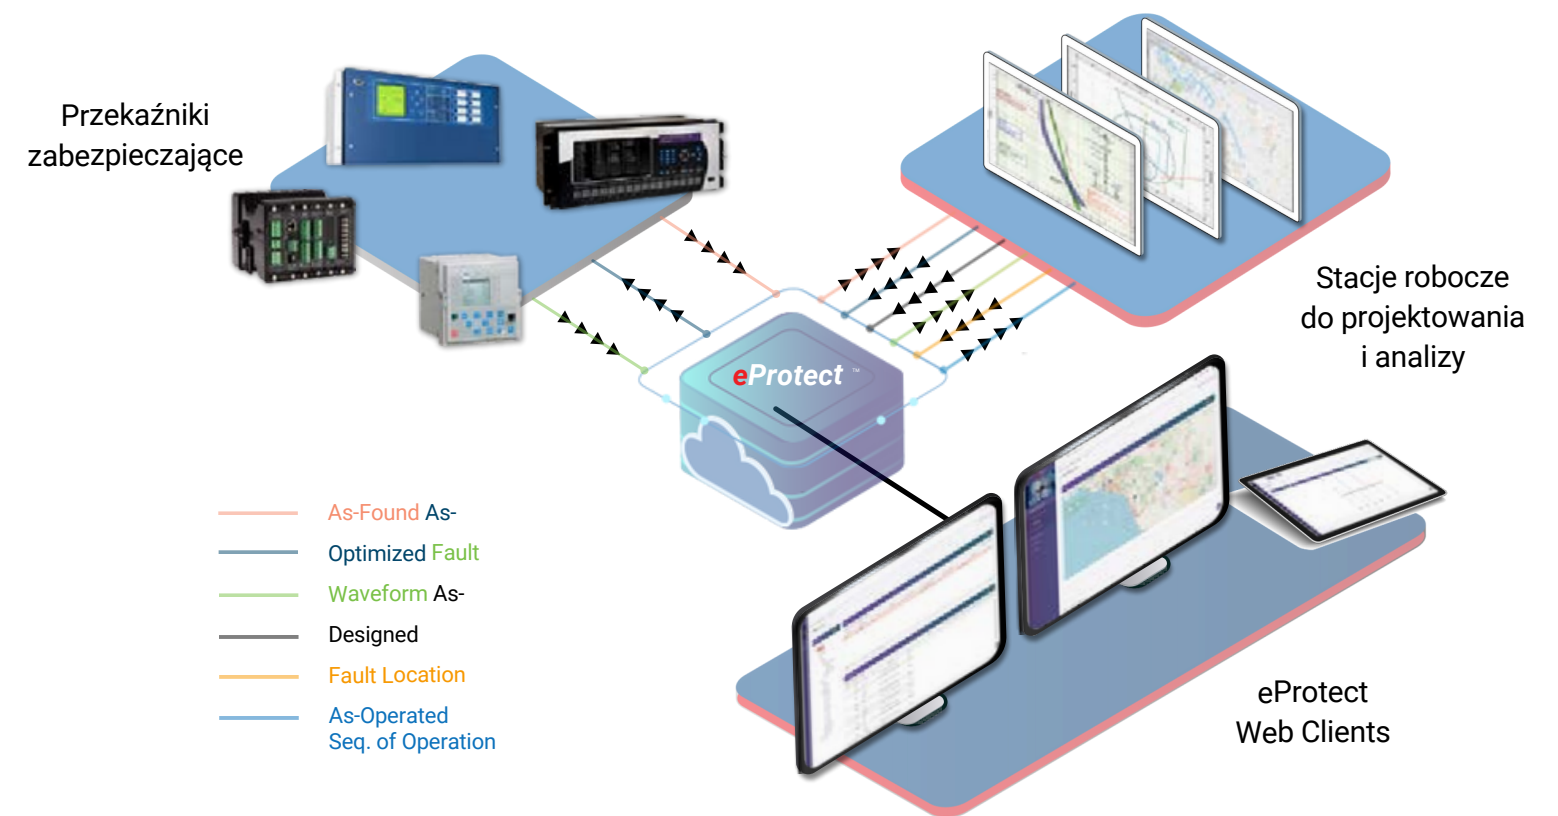 Przekaźniki
zabezpieczające
Stacje robocze
do projektowania
i analizy
eProtect ™
As-Found As-
Optimized Fault
Waveform As-
Designed
Fault Location
As-Operated
Seq. of Operation
eProtect
Web Clients